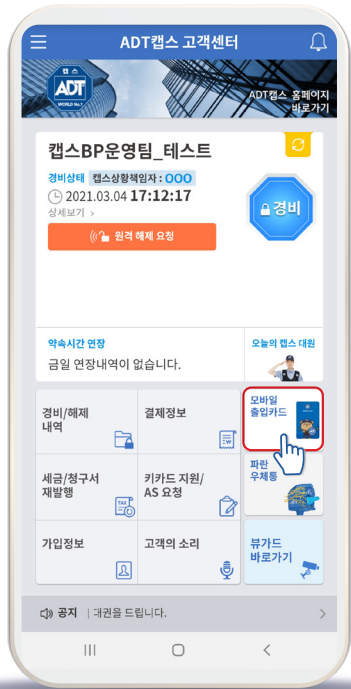 ADT캡스 고객센터
캡스
ADT
WORLD No.1
ADT캡스 홈페이지
바로가기
캡스BP운영팀_테스트
경비상태 캡스상황책임자 : OOO
2021.03.04 17:12:17
상세보기 >
원격 해제 요청
경비
약속시간 연장
금일 연장내역이 없습니다.
오늘의 캡스 대원
경비/해제
내역
결제정보
모바일
출입카드
세금/청구서
재발행
TAX
키카드 지원/
AS 요청
파란
우체통
가입정보
고객의 소리
뷰가드
바로가기
공지 | 대권을 드립니다.